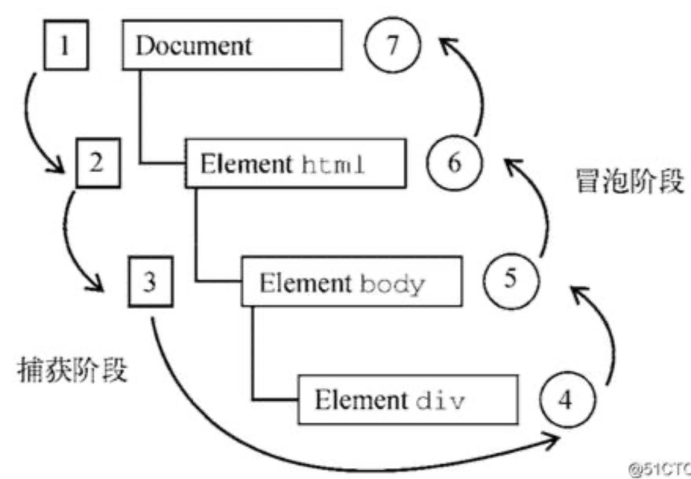 1 Document 7
2 Element html 6
冒泡阶段
3 Element body 5
捕获阶段
Element div 4
@51CTO